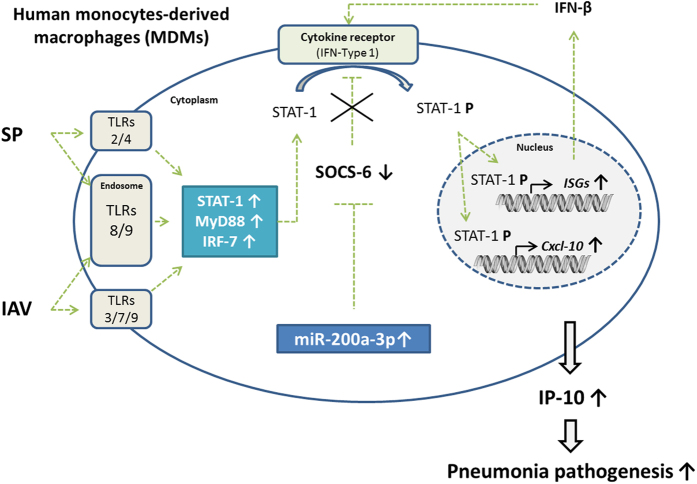 Human monocytes-derived
macrophages (MDMs)
Cytokine receptor
(IFN-Type 1)
IFN-β
Cytoplasm
STAT-1
STAT-1 P
SP
TLRs
2/4
Endosome
TLRs
8/9
STAT-1 ↑
MyD88 ↑
IRF-7 ↑
SOCS-6 ↓
Nucleus
STAT-1 P
ISGs ↑
STAT-1 P
Cxcl-10 ↑
IAV
TLRs
3/7/9
miR-200a-3p ↑
IP-10 ↑
Pneumonia pathogenesis ↑